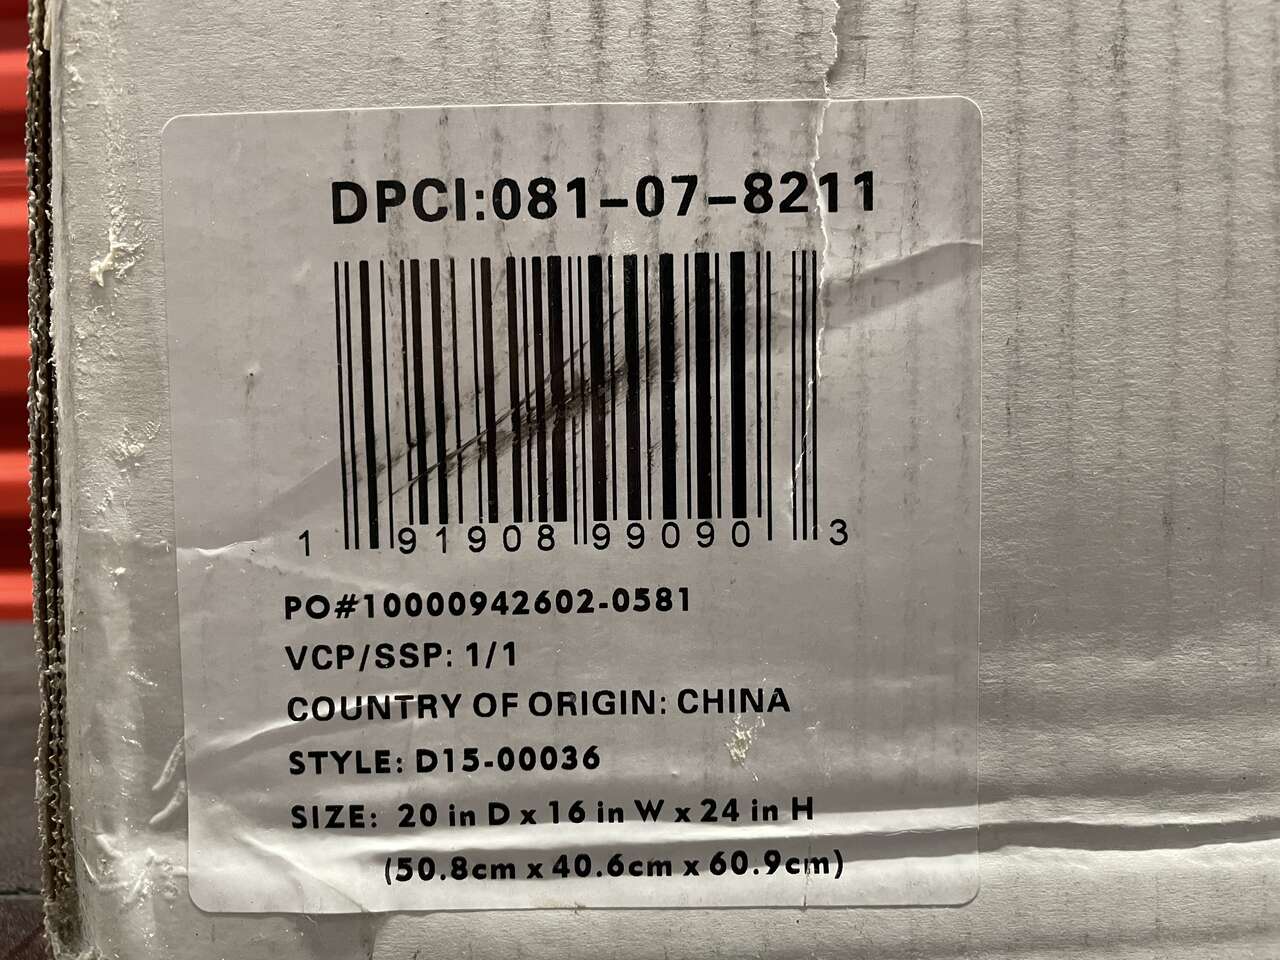 DPCI:081-07-8211
1 91908 99090 3
PO#10000942602-0581
VCP/SSP: 1/1
COUNTRY OF ORIGIN: CHINA
STYLE: D15-00036
SIZE: 20 in D x 16 in W x 24 in H
(50.8cm x 40.6cm x 60.9cm)